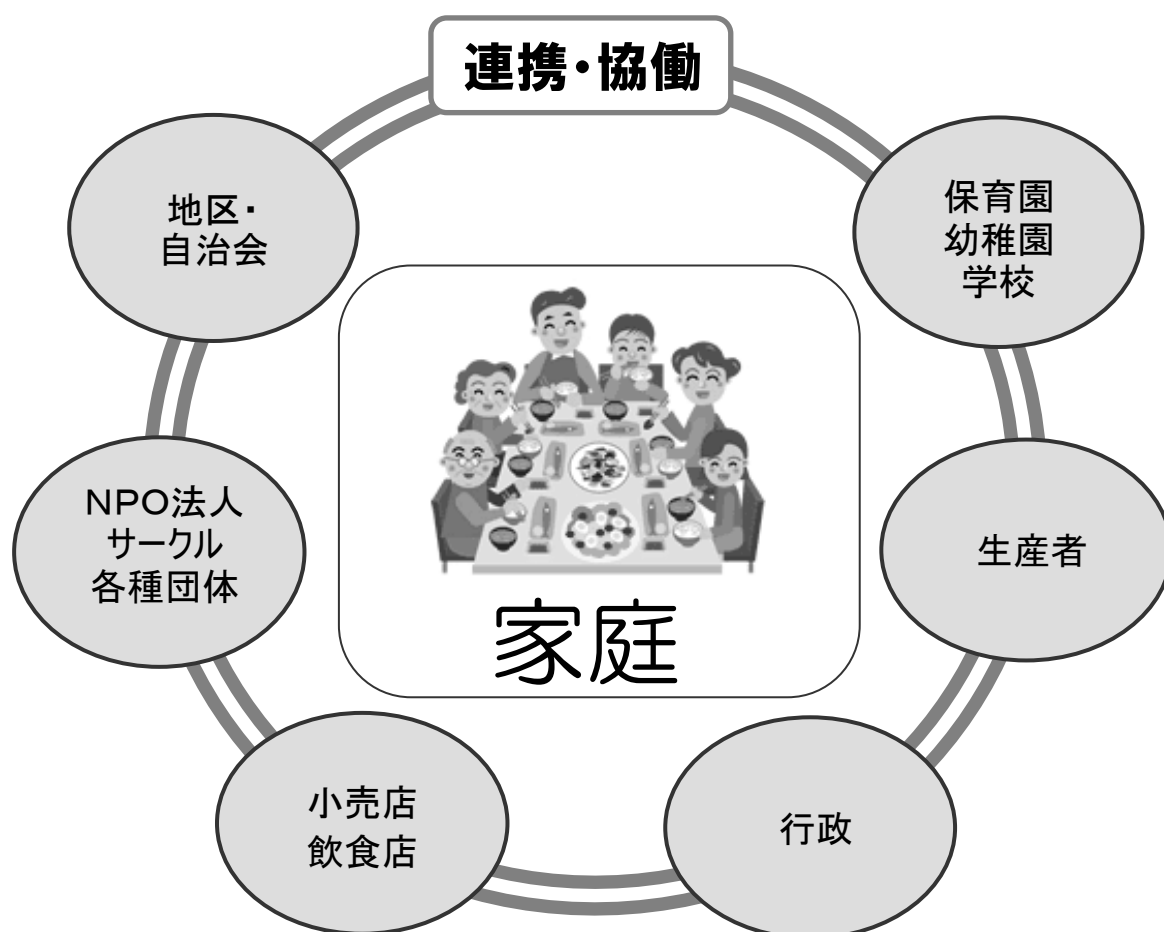 連携・協働
地区・
自治会
保育園
幼稚園
学校
NPO法人
サークル
各種団体
生産者
家庭
小売店
飲食店
行政